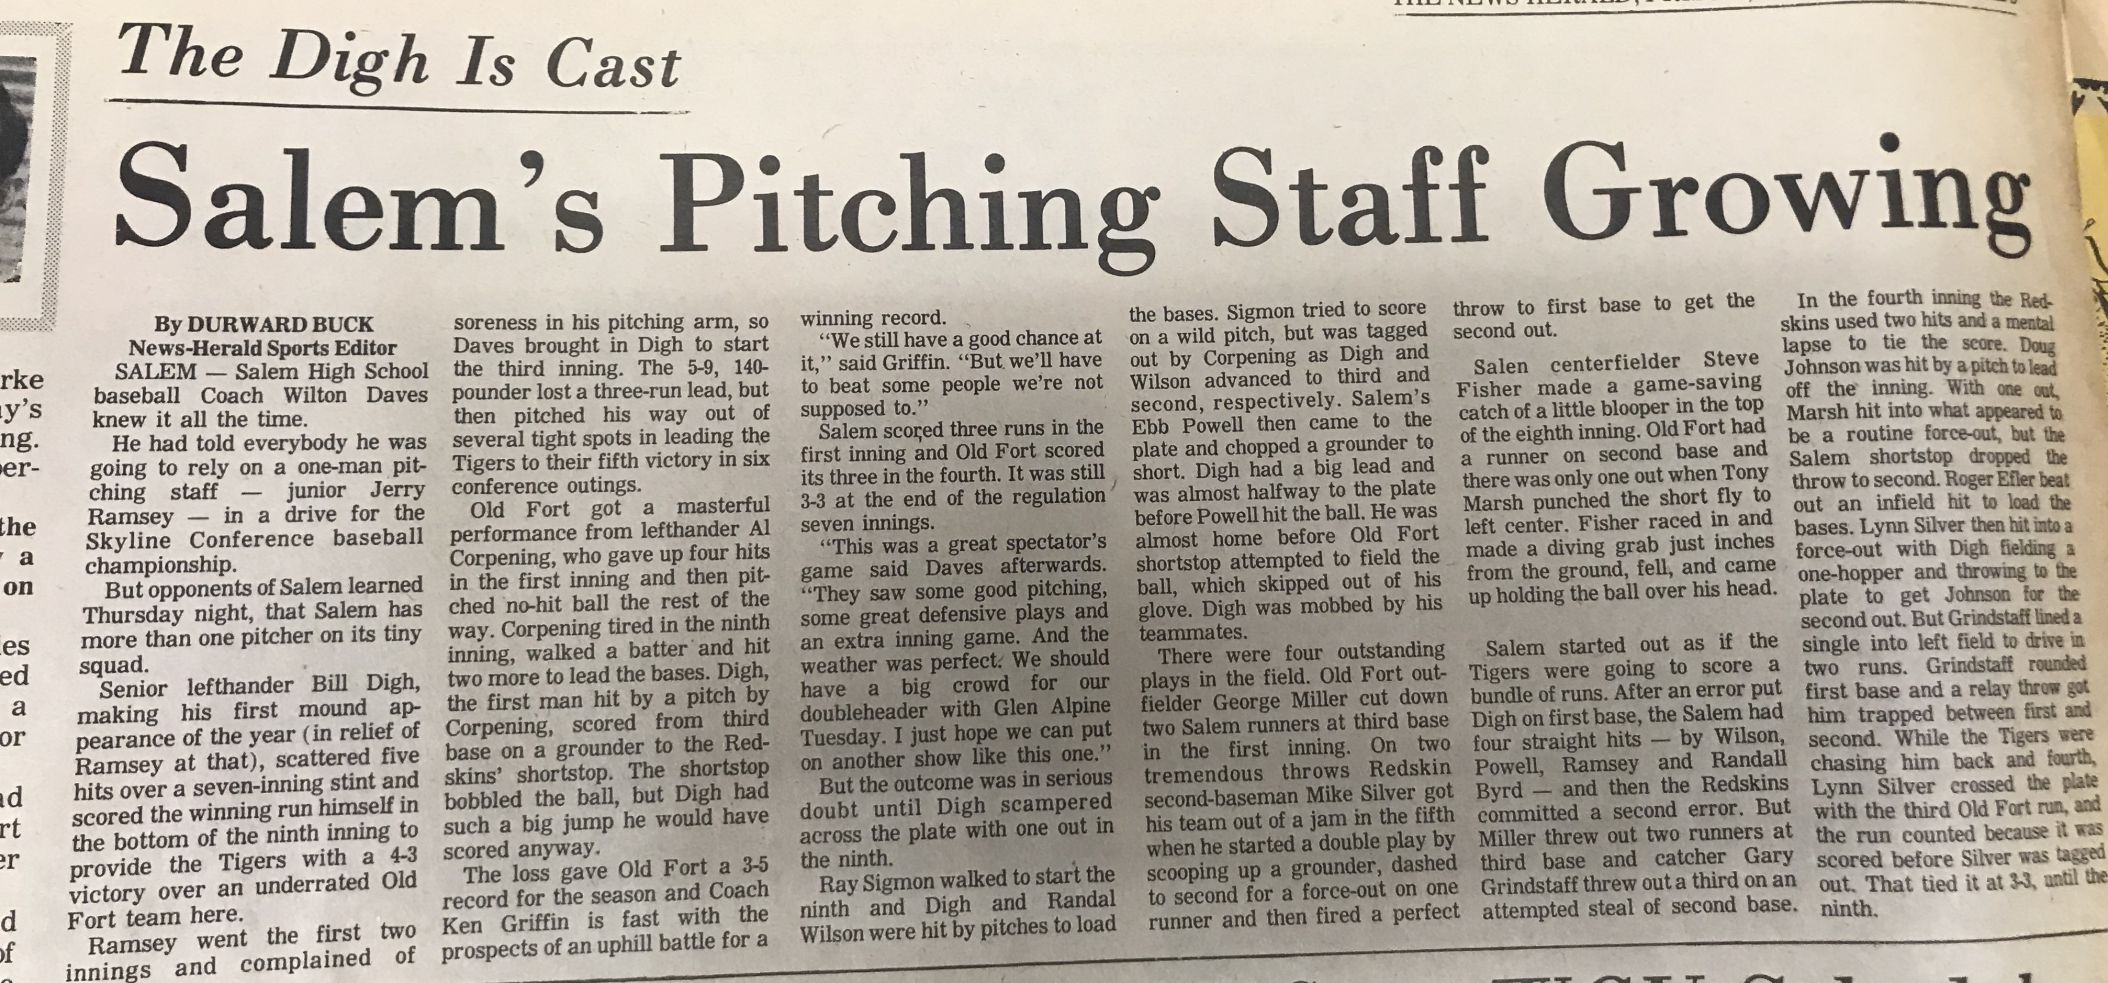 The Digh Is Cast
Salem's Pitching Staff Growing
By DURWARD BUCK
News-Herald Sports Editor
SALEM — Salem High School
baseball Coach Wilton Daves
knew it all the time.
He had told everybody he was
going to rely on a one-man pit-
ching staff — junior Jerry
Ramsey — in a drive for the
Skyline Conference baseball
championship.
But opponents of Salem learned
Thursday night, that Salem has
more than one pitcher on its tiny
squad.
Senior lefthander Bill Digh,
making his first mound ap-
pearance of the year (in relief of
Ramsey at that), scattered five
hits over a seven-inning stint and
scored the winning run himself in
the bottom of the ninth inning to
provide the Tigers with a 4-3
victory over an underrated Old
Fort team here.
Ramsey went the first two
innings and complained of
soreness in his pitching arm, so
Daves brought in Digh to start
the third inning. The 5-9, 140-
pounder lost a three-run lead, but
then pitched his way out of
several tight spots in leading the
Tigers to their fifth victory in six
conference outings.
Old Fort got a masterful
performance from lefthander Al
Corpening, who gave up four hits
in the first inning and then pit-
ched no-hit ball the rest of the
way. Corpening tired in the ninth
inning, walked a batter and hit
two more to lead the bases. Digh,
the first man hit by a pitch by
Corpening, scored from third
base on a grounder to the Red-
skins' shortstop. The shortstop
bobbled the ball, but Digh had
such a big jump he would have
scored anyway.
The loss gave Old Fort a 3-5
record for the season and Coach
Ken Griffin is fast with the
prospects of an uphill battle for a
winning record.
"We still have a good chance at
it," said Griffin. "But we'll have
to beat some people we're not
supposed to."
Salem scored three runs in the
first inning and Old Fort scored
its three in the fourth. It was still
3-3 at the end of the regulation
seven innings.
"This was a great spectator's
game said Daves afterwards.
"They saw some good pitching,
some great defensive plays and
an extra inning game. And the
weather was perfect. We should
have a big crowd for our
doubleheader with Glen Alpine
Tuesday. I just hope we can put
on another show like this one."
But the outcome was in serious
doubt until Digh scampered
across the plate with one out in
the ninth.
Ray Sigmon walked to start the
ninth and Digh and Randal
Wilson were hit by pitches to load
the bases. Sigmon tried to score
on a wild pitch, but was tagged
out by Corpening as Digh and
Wilson advanced to third and
second, respectively. Salem's
Ebb Powell then came to the
plate and chopped a grounder to
short. Digh had a big lead and
was almost halfway to the plate
before Powell hit the ball. He was
almost home before Old Fort
shortstop attempted to field the
ball, which skipped out of his
glove. Digh was mobbed by his
teammates.
There were four outstanding
plays in the field. Old Fort out-
fielder George Miller cut down
two Salem runners at third base
in the first inning. On two
tremendous throws Redskin
second-baseman Mike Silver got
his team out of a jam in the fifth
when he started a double play by
scooping up a grounder, dashed
to second for a force-out on one
runner and then fired a perfect
throw to first base to get the
second out.
Salen centerfielder Steve
Fisher made a game-saving
catch of a little blooper in the top
of the eighth inning. Old Fort had
a runner on second base and
there was only one out when Tony
Marsh punched the short fly to
left center. Fisher raced in and
made a diving grab just inches
from the ground, fell, and came
up holding the ball over his head.
Salem started out as if the
Tigers were going to score a
bundle of runs. After an error put
Digh on first base, the Salem had
four straight hits — by Wilson,
Powell, Ramsey and Randall
Byrd — and then the Redskins
committed a second error. But
Miller threw out two runners at
third base and catcher Gary
Grindstaff threw out a third on an
attempted steal of second base.
In the fourth inning the Red-
skins used two hits and a mental
lapse to tie the score. Doug
Johnson was hit by a pitch to lead
off the inning. With one out,
Marsh hit into what appeared to
be a routine force-out, but the
Salem shortstop dropped the
throw to second. Roger Efler beat
out an infield hit to load the
bases. Lynn Silver then hit into a
force-out with Digh fielding a
one-hopper and throwing to the
plate to get Johnson for the
second out. But Grindstaff lined a
single into left field to drive in
two runs. Grindstaff rounded
first base and a relay throw got
him trapped between first and
second. While the Tigers were
chasing him back and fourth,
Lynn Silver crossed the plate
with the third Old Fort run, and
the run counted because it was
scored before Silver was tagged
out. That tied it at 3-3, until the
ninth.